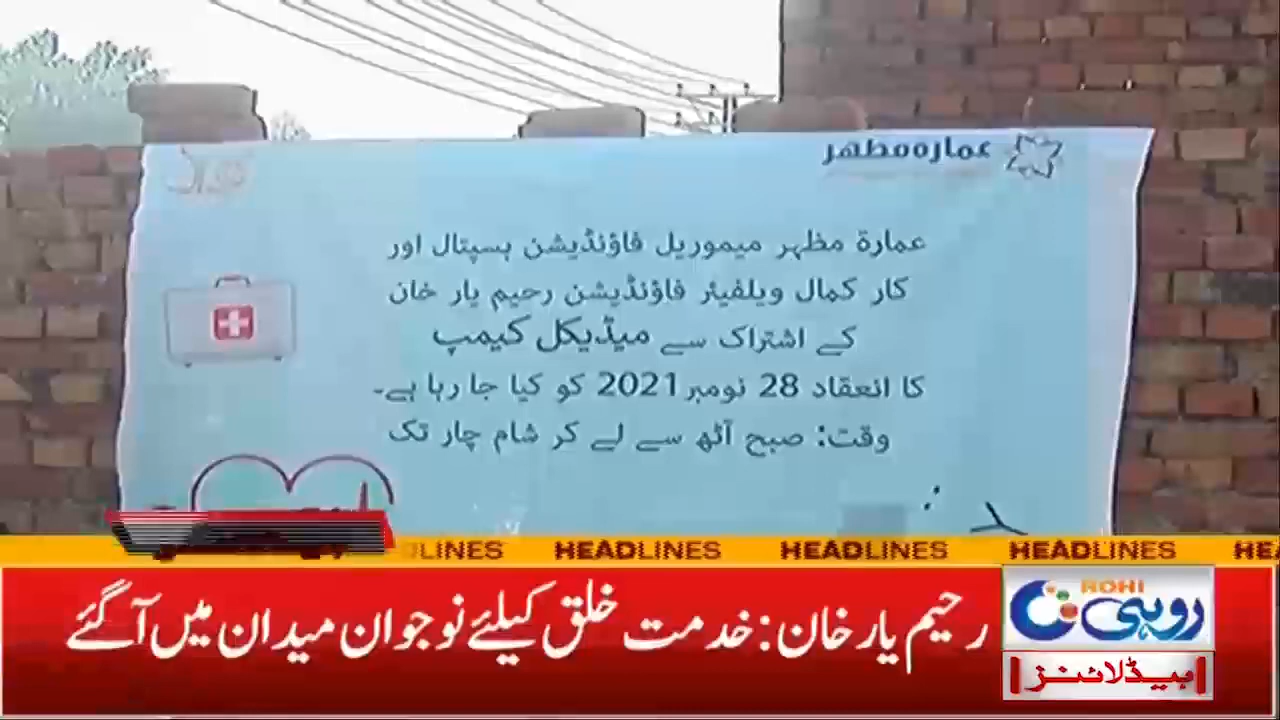 عمارہ مظہر
عمارۃ مظہر میموریل فاؤنڈیشن ہسپتال اور
کار کمال ویلفیئر فاؤنڈیشن رحیم یار خان
کے اشتراک سے میڈیکل کیمپ
کا انعقاد 28 نومبر 2021 کو کیا جا رہا ہے۔
وقت: صبح آٹھ سے لے کر شام چار تک
DLINES HEADLINES HEADLINES HEADLINES HE
رحیم یار خان: خدمت خلق کیلئے نوجوان میدان میں آگئے
ROHI
روہی
ہیڈلائنز